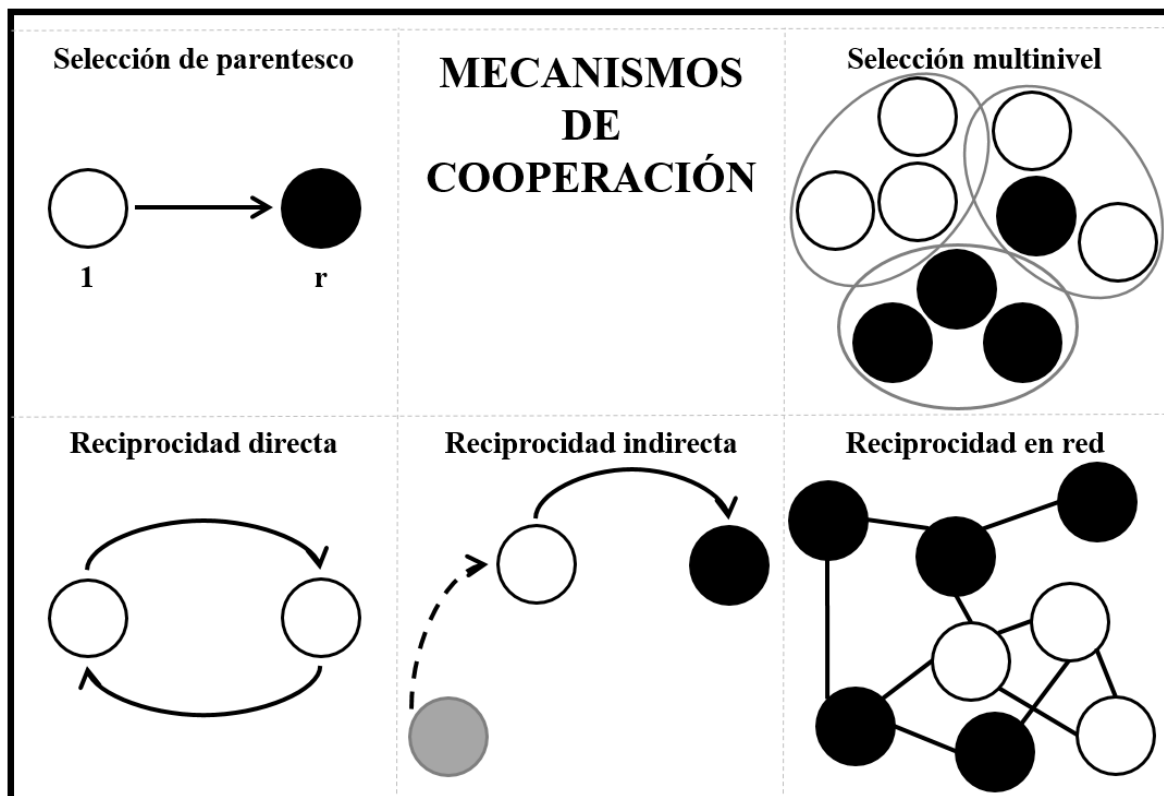 Selección de parentesco
1
r
MECANISMOS
DE
COOPERACIÓN
Selección multinivel
Reciprocidad directa
Reciprocidad indirecta
Reciprocidad en red